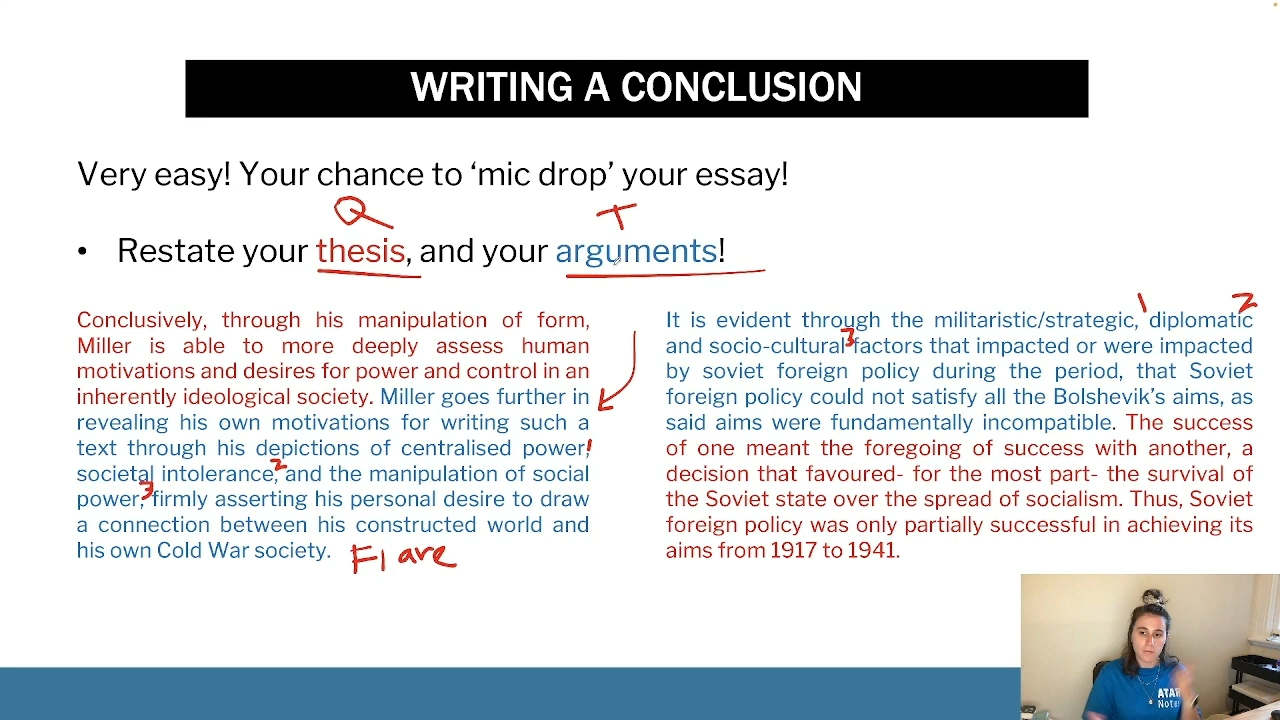 WRITING A CONCLUSION
Very easy! Your chance to ‘mic drop’ your essay!
Q T
• Restate your thesis, and your arguments!
Conclusively, through his manipulation of form,
Miller is able to more deeply assess human
motivations and desires for power and control in an
inherently ideological society. Miller goes further in
revealing his own motivations for writing such a
text through his depictions of centralised power, 1
societal intolerance, 2 and the manipulation of social
power, 3 firmly asserting his personal desire to draw
a connection between his constructed world and
his own Cold War society. Flare
1 2
It is evident through the militaristic/strategic, diplomatic
and socio-cultural 3 factors that impacted or were impacted
by soviet foreign policy during the period, that Soviet
foreign policy could not satisfy all the Bolshevik’s aims, as
said aims were fundamentally incompatible. The success
of one meant the foregoing of success with another, a
decision that favoured- for the most part- the survival of
the Soviet state over the spread of socialism. Thus, Soviet
foreign policy was only partially successful in achieving its
aims from 1917 to 1941.
ATAR
Notes